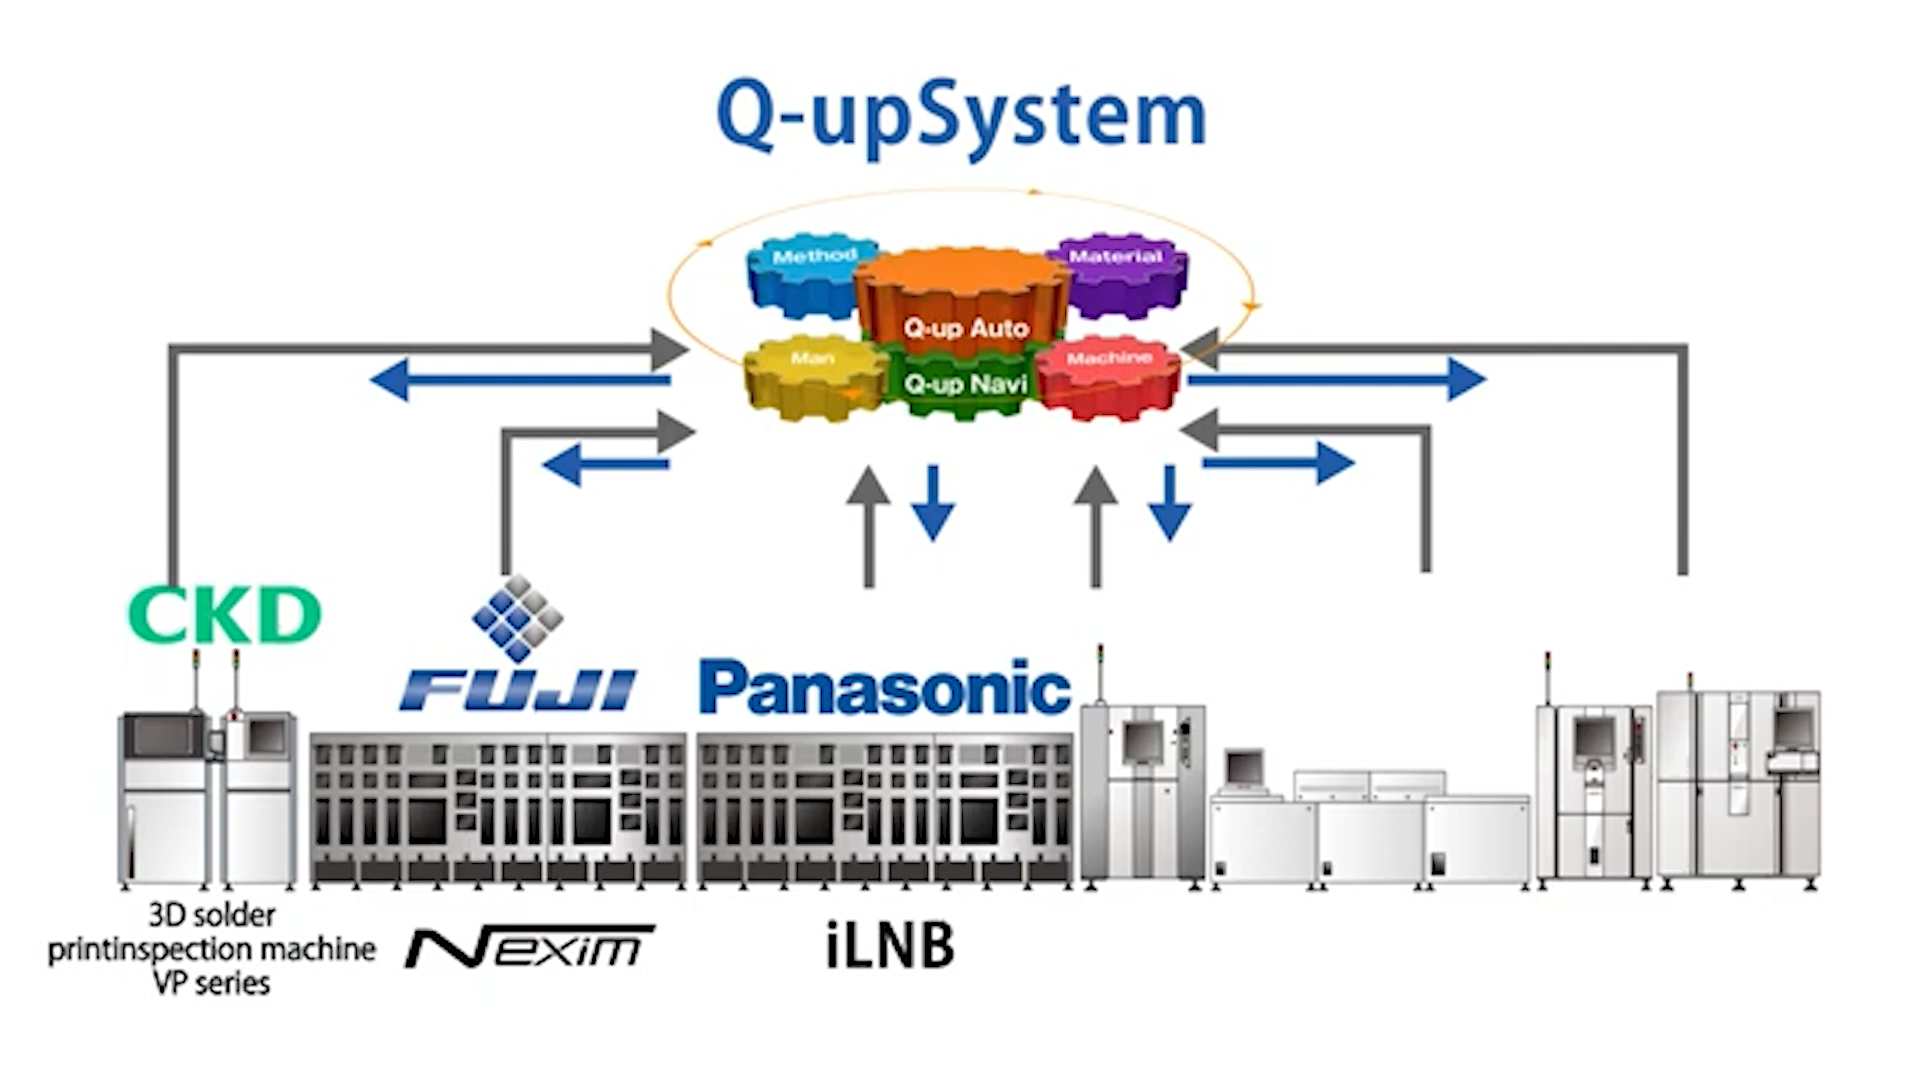 Q-upSystem
Method
Material
Q-up Auto
Man
Machine
Q-up Navi
CKD
FUJI
Panasonic
3D solder
printinspection machine
VP series
Nexim
iLNB